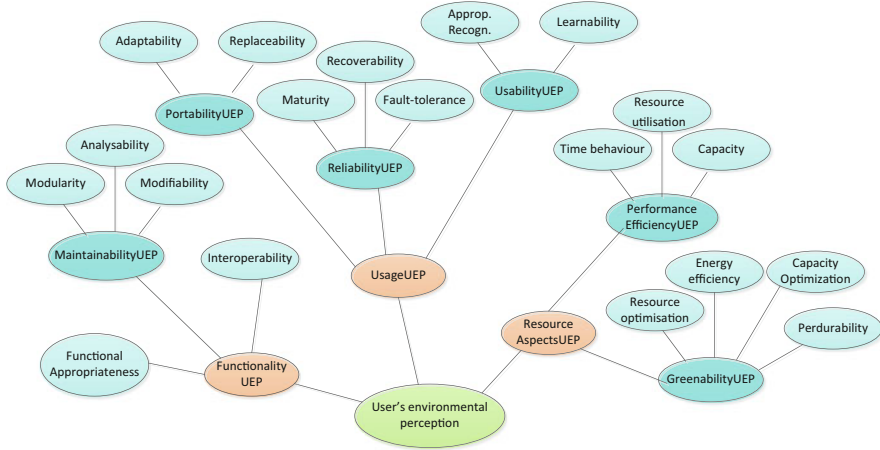 Approp.
Recogn.
Learnability
Adaptability
Replaceability
Recoverability
UsabilityUEP
Maturity
Fault-tolerance
PortabilityUEP
Resource
utilisation
Analysability
Time behaviour
Capacity
ReliabilityUEP
Modularity
Modifiability
Performance
EfficiencyUEP
MaintainabilityUEP
Interoperability
UsageUEP
Energy
efficiency
Capacity
Optimization
Resource
optimisation
Resource
AspectsUEP
Perdurability
Functional
Appropriateness
Functionality
UEP
GreenabilityUEP
User's environmental
perception